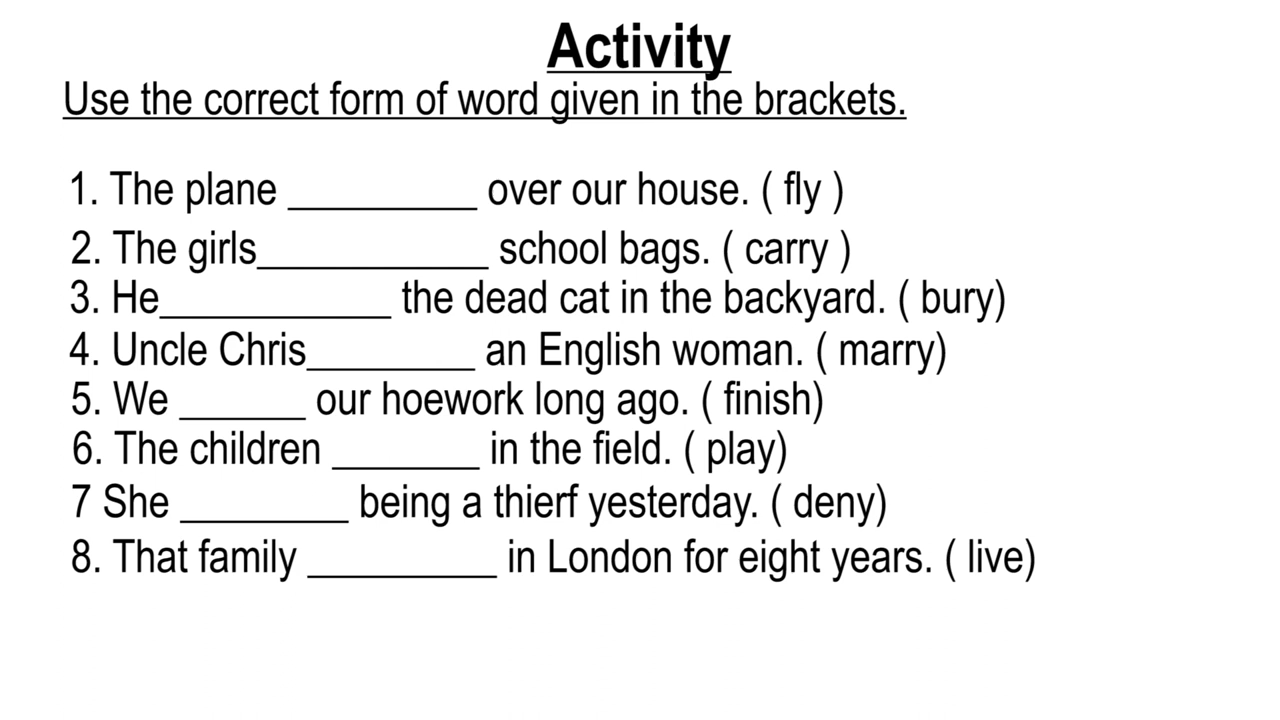 Activity
Use the correct form of word given in the brackets.
1. The plane _________ over our house. ( fly )
2. The girls___________ school bags. ( carry )
3. He___________ the dead cat in the backyard. ( bury)
4. Uncle Chris________ an English woman. ( marry)
5. We ______ our hoework long ago. ( finish)
6. The children _______ in the field. ( play)
7 She ________ being a thierf yesterday. ( deny)
8. That family _________ in London for eight years. ( live)